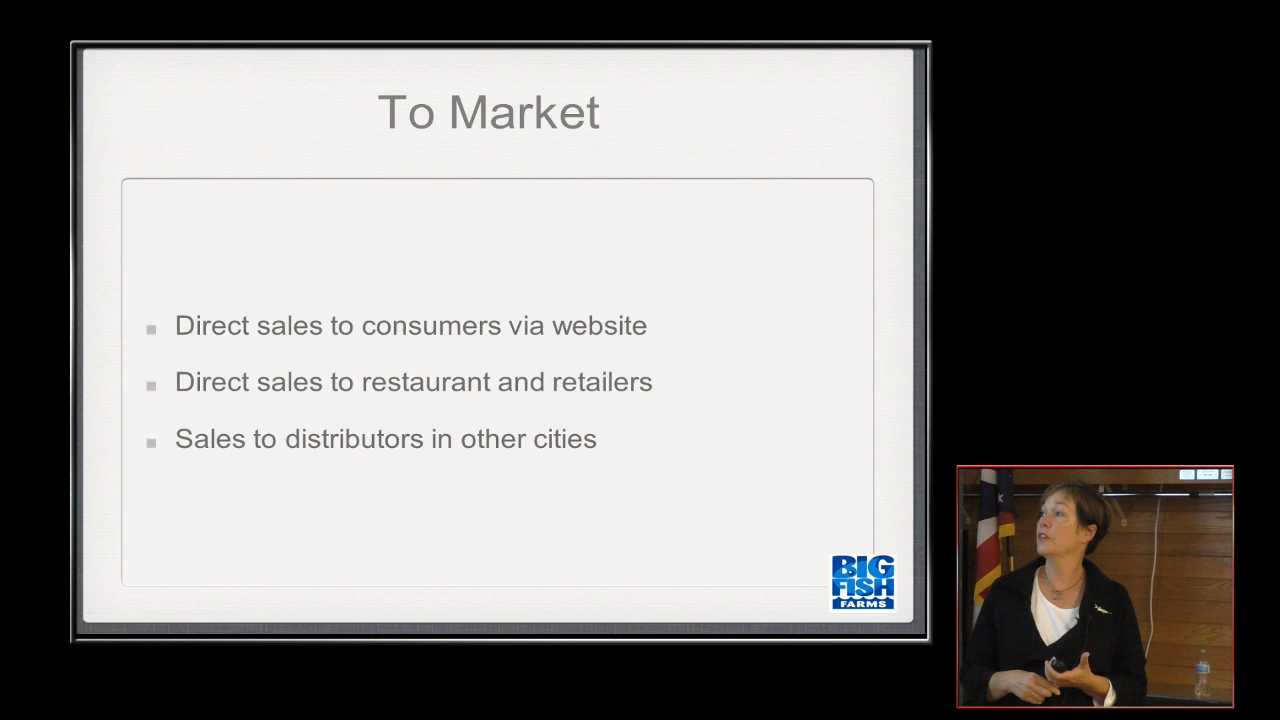 To Market
Direct sales to consumers via website
Direct sales to restaurant and retailers
Sales to distributors in other cities
BIG
FISH
FARMS